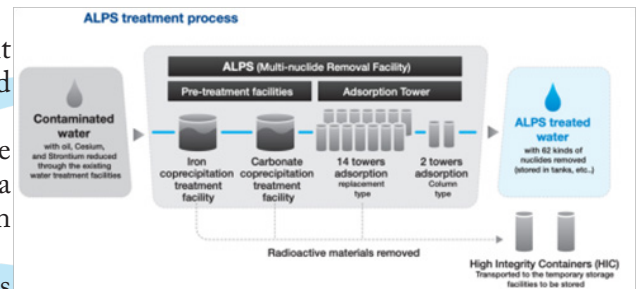 ALPS treatment process
it
d
e
a
n
s
Contaminated
water
with oil, Cesium,
and Strontium reduced
through the existing
water treatment facilities
ALPS (Multi-nuclide Removal Facility)
Pre-treatment facilities
Adsorption Tower
Iron
coprecipitation
treatment
facility
Carbonate
coprecipitation
treatment
facility
14 towers
adsorption
replacement
type
2 towers
adsorption
Column
type
ALPS treated
water
with 62 kinds of
nuclides removed
(stored in tanks, etc..)
Radioactive materials removed
High Integrity Containers (HIC)
Transported to the temporary storage
facilities to be stored